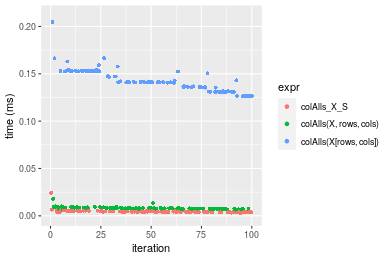 0.20
0.15
0.10
0.05
0.00
time (ms)
0
25
50
75
100
iteration
expr
colAlls_X_S
colAlls(X, rows, cols)
colAlls(X[rows, cols])